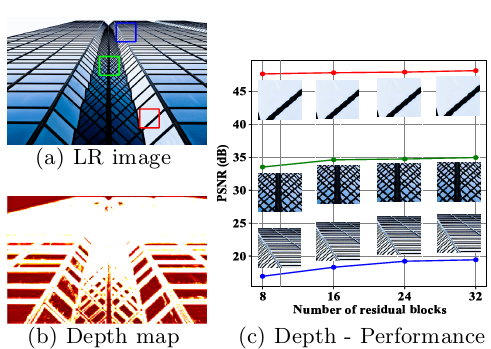 (a) LR image
(b) Depth map
PSNR (dB)
45
40
35
30
25
20
8 16 24 32
Number of residual blocks
(c) Depth - Performance